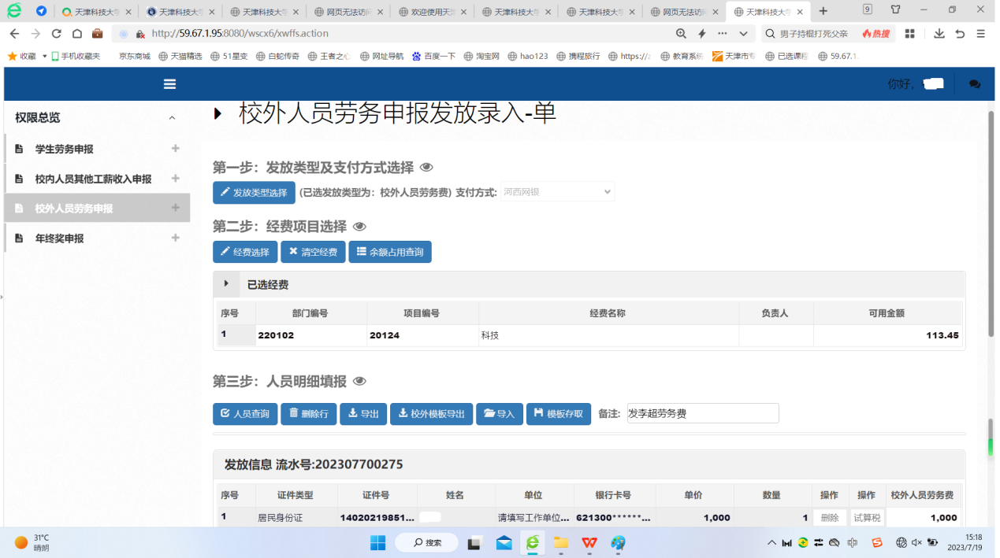 天津科技大学
天津科技大学
天津科技大学
网页无法访问
欢迎使用天津
天津科技大学
天津科技大学
网页无法访问
天津科技大学
9
http://59.67.1.95:8080/wscx6/xwffs.action
男子持棍打死父亲
热搜
收藏
手机收藏夹
京东商城
天猫精选
51星变
白蛇传奇
王者之心
网址导航
百度一下
淘宝网
hao123
携程旅行
https://
教育系统
天津市专
已选课程
59.67.1.
你好,
权限总览
学生劳务申报
校内人员其他工薪收入申报
校外人员劳务申报
年终奖申报
校外人员劳务申报发放录入-单
第一步：发放类型及支付方式选择
发放类型选择 (已选发放类型为：校外人员劳务费) 支付方式: 河西网银
第二步：经费项目选择
经费选择 清空经费 余额占用查询
已选经费
序号 部门编号 项目编号 经费名称 负责人 可用金额
1 220102 20124 科技 113.45
第三步：人员明细填报
人员查询 删除行 导出 校外模板导出 导入 模板存取 备注: 发李超劳务费
发放信息 流水号:202307700275
序号 证件类型 证件号 姓名 单位 银行卡号 单价 数量 操作 操作 校外人员劳务费
1 居民身份证 14020219851... 请填写工作单位... 621300******... 1,000 1 删除 试算税 1,000
31°C
晴朗
搜索
中
15:18
2023/7/19